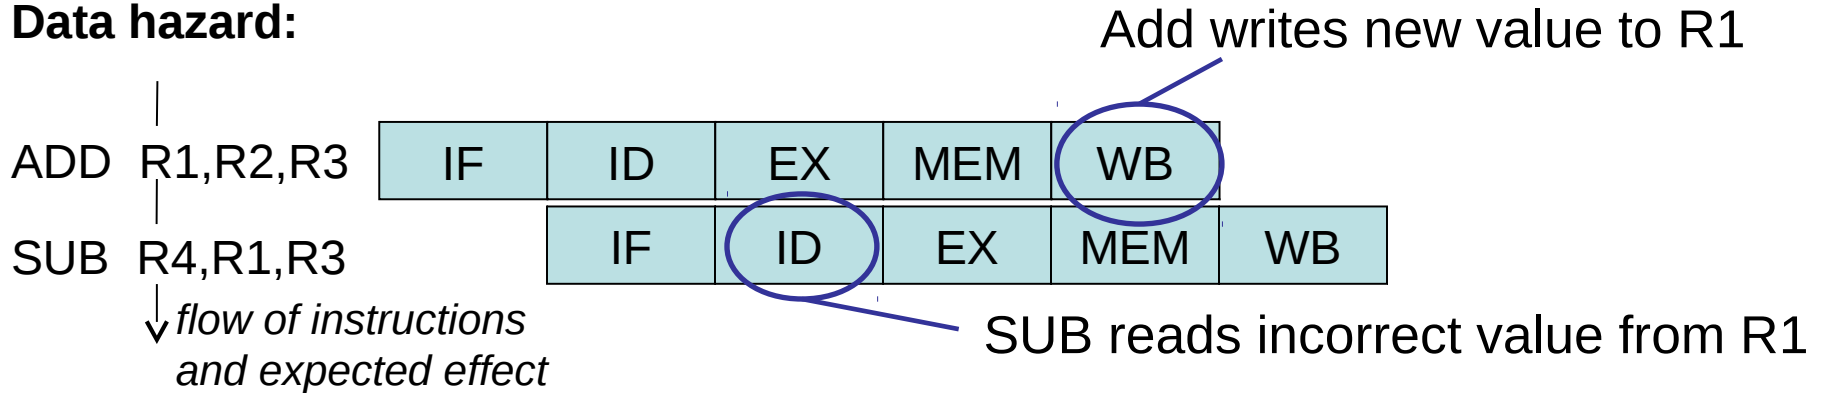 Data hazard:
Add writes new value to R1
ADD R1,R2,R3 IF ID EX MEM WB
SUB R4,R1,R3 IF ID EX MEM WB
flow of instructions
and expected effect
SUB reads incorrect value from R1